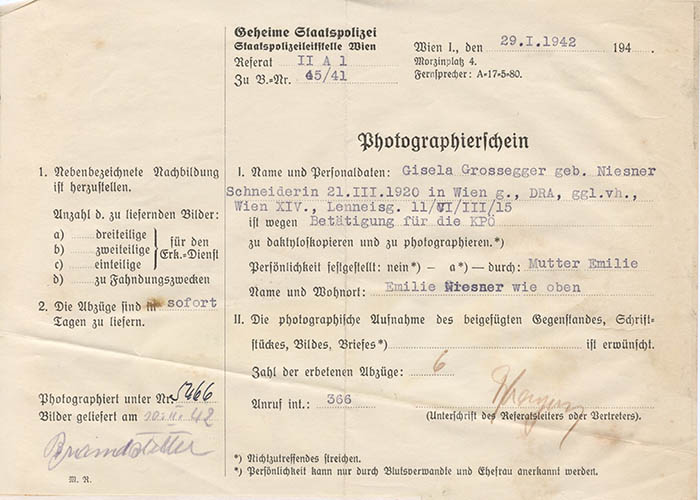 Geheime Staatspolizei
Staatspolizeileitstelle Wien
Referat II A 1
Zu B.=Nr. 45/41
Wien I., den 29.I.1942 194
Morzinplatz 4.
Fernsprecher: A=17=5=80.
Photographierschein
1. Nebenbezeichnete Nachbildung
ist herzustellen.
Anzahl d. zu liefernden Bilder:
a) dreiteilige
b) zweiteilige
c) einteilige
für den
Erk.=Dienst
d) zu Fahndungszwecken
2. Die Abzüge sind in sofort
Tagen zu liefern.
Photographiert unter Nr. 5466
Bilder geliefert am 42
Brandstetter
M. R.
I. Name und Personaldaten: Gisela Grossegger geb. Niesner
Schneiderin 21.III.1920 in Wien g., DRA, ggl.vh.,
Wien XIV., Lenneisg. 11/VI/III/15
ist wegen Betätigung für die KPÖ
zu daktyloskopieren und zu photographieren.*)
Persönlichkeit festgestellt: nein*) — a*) — durch: Mutter Emilie
Name und Wohnort: Emilie Niesner wie oben
II. Die photographische Aufnahme des beigefügten Gegenstandes, Schrift=
stückes, Bildes, Briefes*) ist erwünscht.
Zahl der erbetenen Abzüge: 6
Anruf int.: 366
(Unterschrift des Referatsleiters oder Vertreters).
*) Nichtzutreffendes streichen.
*) Persönlichkeit kann nur durch Blutsverwandte und Ehefrau anerkannt werden.